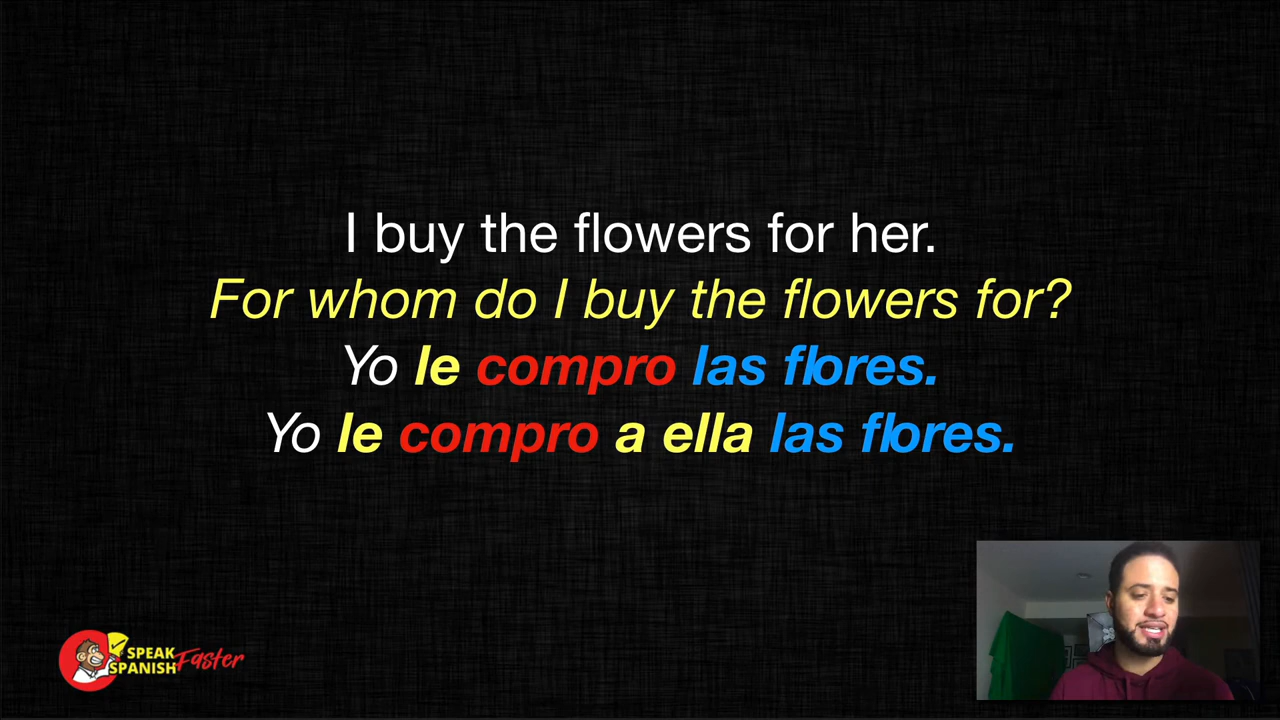 I buy the flowers for her.
For whom do I buy the flowers for?
Yo le compro las flores.
Yo le compro a ella las flores.
SPEAK
SPANISH Faster